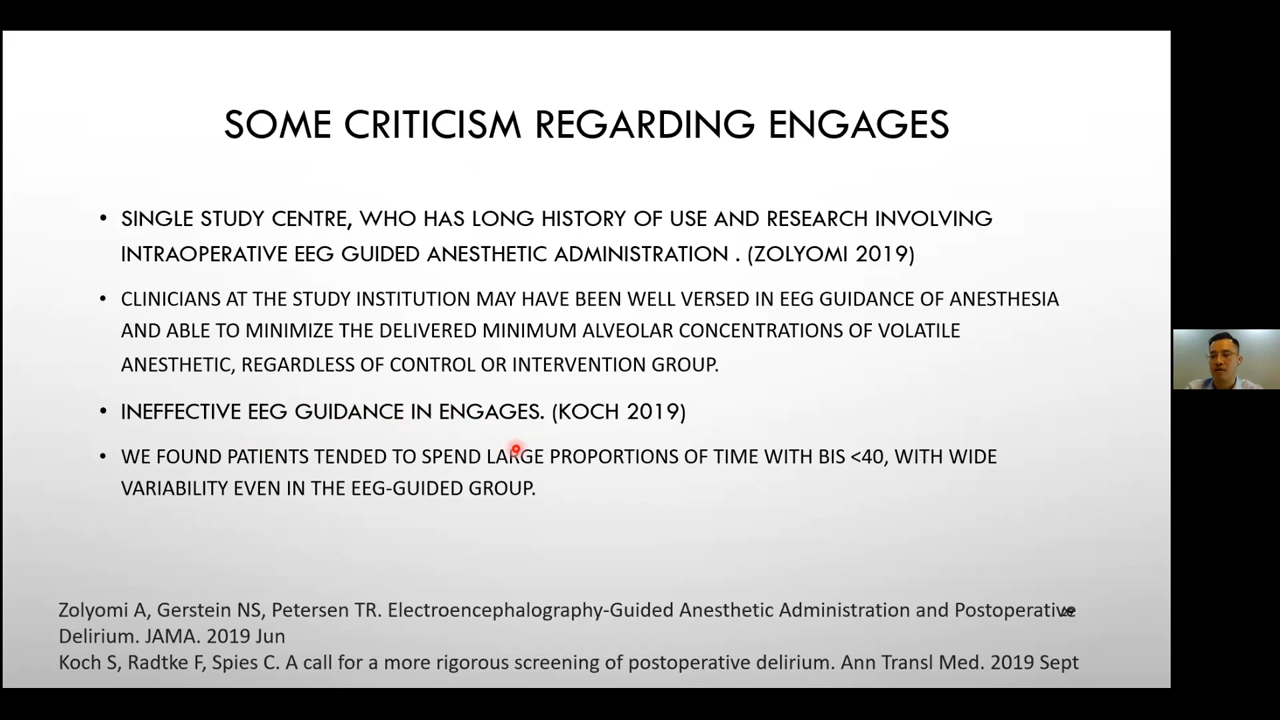 SOME CRITICISM REGARDING ENGAGES
• SINGLE STUDY CENTRE, WHO HAS LONG HISTORY OF USE AND RESEARCH INVOLVING
INTRAOPERATIVE EEG GUIDED ANESTHETIC ADMINISTRATION . (ZOLYOMI 2019)
• CLINICIANS AT THE STUDY INSTITUTION MAY HAVE BEEN WELL VERSED IN EEG GUIDANCE OF ANESTHESIA
AND ABLE TO MINIMIZE THE DELIVERED MINIMUM ALVEOLAR CONCENTRATIONS OF VOLATILE
ANESTHETIC, REGARDLESS OF CONTROL OR INTERVENTION GROUP.
• INEFFECTIVE EEG GUIDANCE IN ENGAGES. (KOCH 2019)
• WE FOUND PATIENTS TENDED TO SPEND LARGE PROPORTIONS OF TIME WITH BIS <40, WITH WIDE
VARIABILITY EVEN IN THE EEG-GUIDED GROUP.
Zolyomi A, Gerstein NS, Petersen TR. Electroencephalography-Guided Anesthetic Administration and Postoperative
Delirium. JAMA. 2019 Jun
Koch S, Radtke F, Spies C. A call for a more rigorous screening of postoperative delirium. Ann Transl Med. 2019 Sept